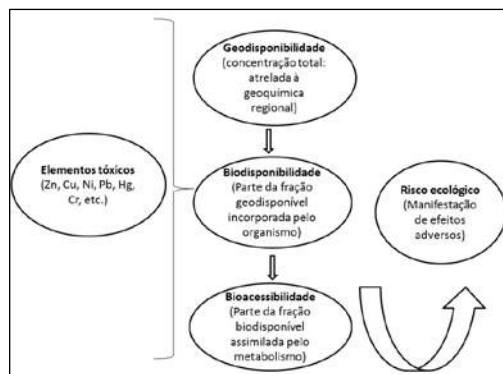 Geodisponibilidade
(concentração total:
atrelada à
geoquímica
regional)
Elementos tóxicos
(Zn, Cu, Ni, Pb, Hg,
Cr, etc.)
Biodisponibilidade
(Parte da fração
geodisponível
incorporada pelo
organismo)
Risco ecológico
(Manifestação
de efeitos
adversos)
Bioacessibilidade
(Parte da fração
biodisponível
assimilada pelo
metabolismo)